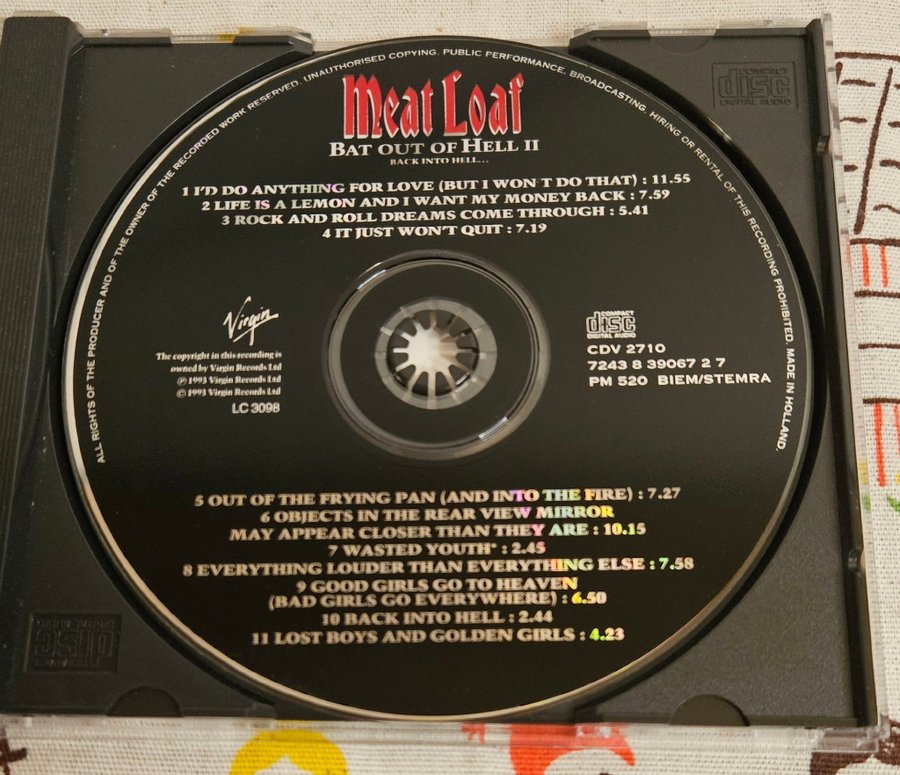 ALL RIGHTS OF THE PRODUCER AND OF THE OWNER OF THE RECORDED WORK RESERVED. UNAUTHORISED COPYING, PUBLIC PERFORMANCE, BROADCASTING, HIRING OR RENTAL OF THIS RECORDING PROHIBITED. MADE IN HOLLAND.
COMPACT
disc
DIGITAL AUDIO
Meat Loaf
BAT OUT OF HELL II
BACK INTO HELL...
1 I'D DO ANYTHING FOR LOVE (BUT I WON'T DO THAT) : 11.55
2 LIFE IS A LEMON AND I WANT MY MONEY BACK : 7.59
3 ROCK AND ROLL DREAMS COME THROUGH : 5.41
4 IT JUST WON'T QUIT : 7.19
Virgin
The copyright in this recording is
owned by Virgin Records Ltd
℗ 1993 Virgin Records Ltd
© 1993 Virgin Records Ltd
LC 3098
COMPACT
disc
DIGITAL AUDIO
CDV 2710
7243 8 39067 2 7
PM 520 BIEM/STEMRA
5 OUT OF THE FRYING PAN (AND INTO THE FIRE) : 7.27
6 OBJECTS IN THE REAR VIEW MIRROR
MAY APPEAR CLOSER THAN THEY ARE : 10.15
7 WASTED YOUTH* : 2.45
8 EVERYTHING LOUDER THAN EVERYTHING ELSE : 7.58
9 GOOD GIRLS GO TO HEAVEN
(BAD GIRLS GO EVERYWHERE) : 6.50
10 BACK INTO HELL : 2.44
11 LOST BOYS AND GOLDEN GIRLS : 4.23
COMPACT
disc
DIGITAL AUDIO